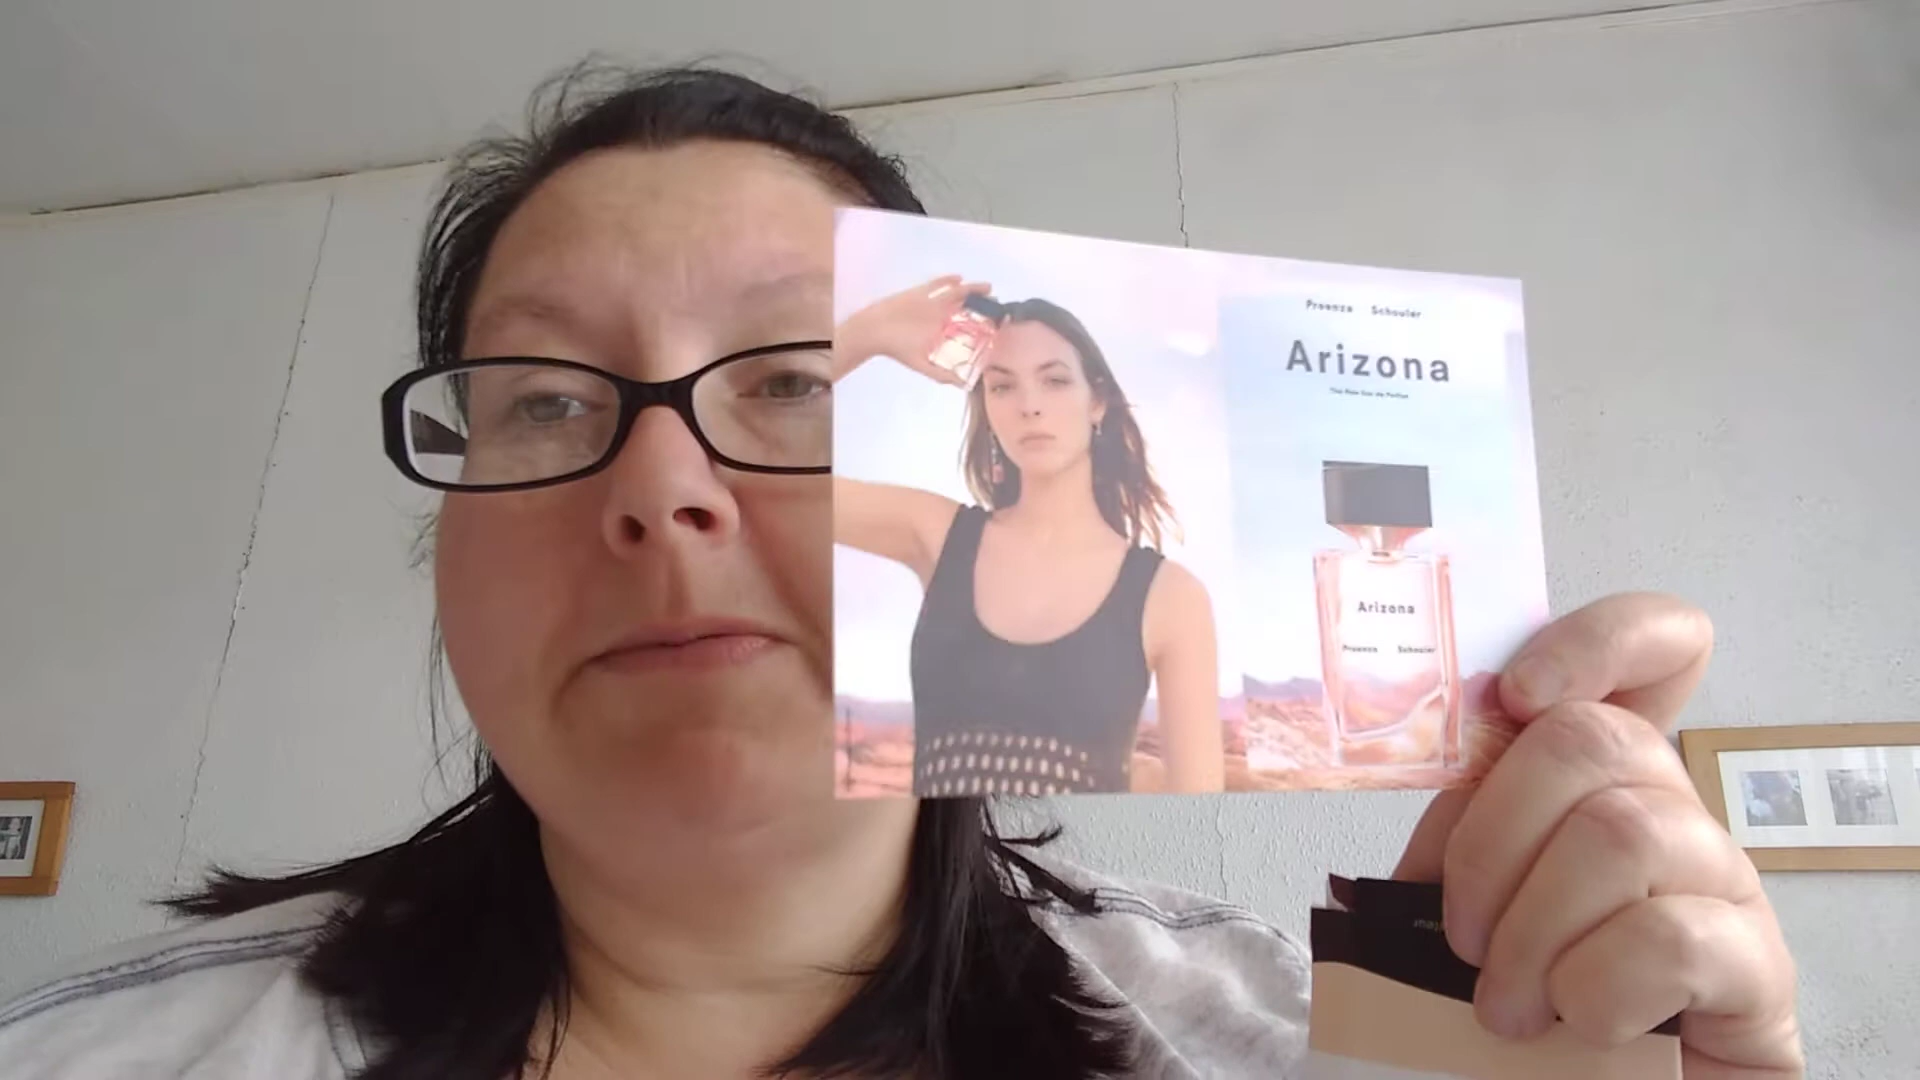 Proenza Schouler
Arizona
The New Eau de Parfum
Arizona
Proenza Schouler